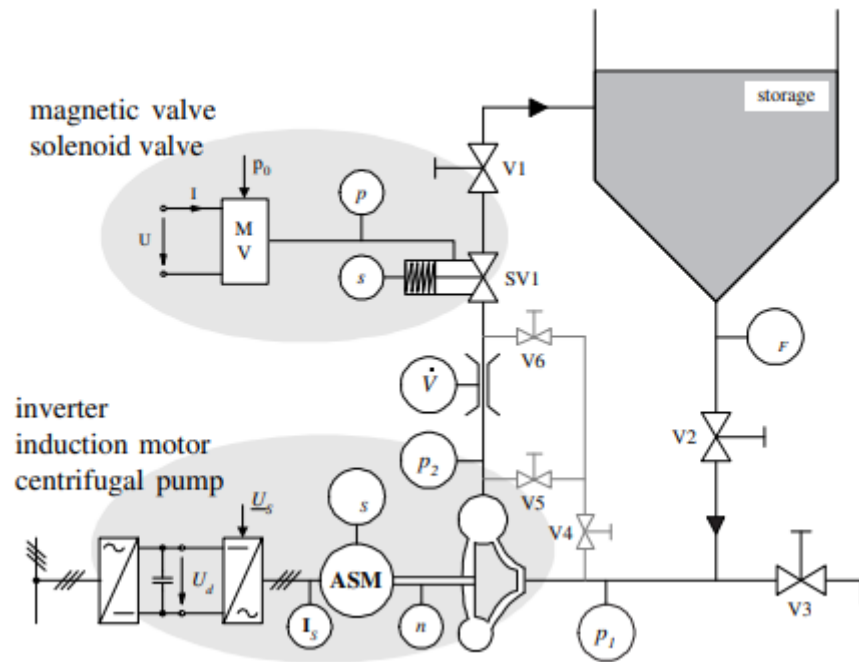 magnetic valve
solenoid valve
storage
p₀
I
U
M
V
p
s
V1
SV1
V6
V̇
F
inverter
induction motor
centrifugal pump
p₂
V2
V5
V4
U̲s
s
U_d
ASM
I_s
n
p₁
V3